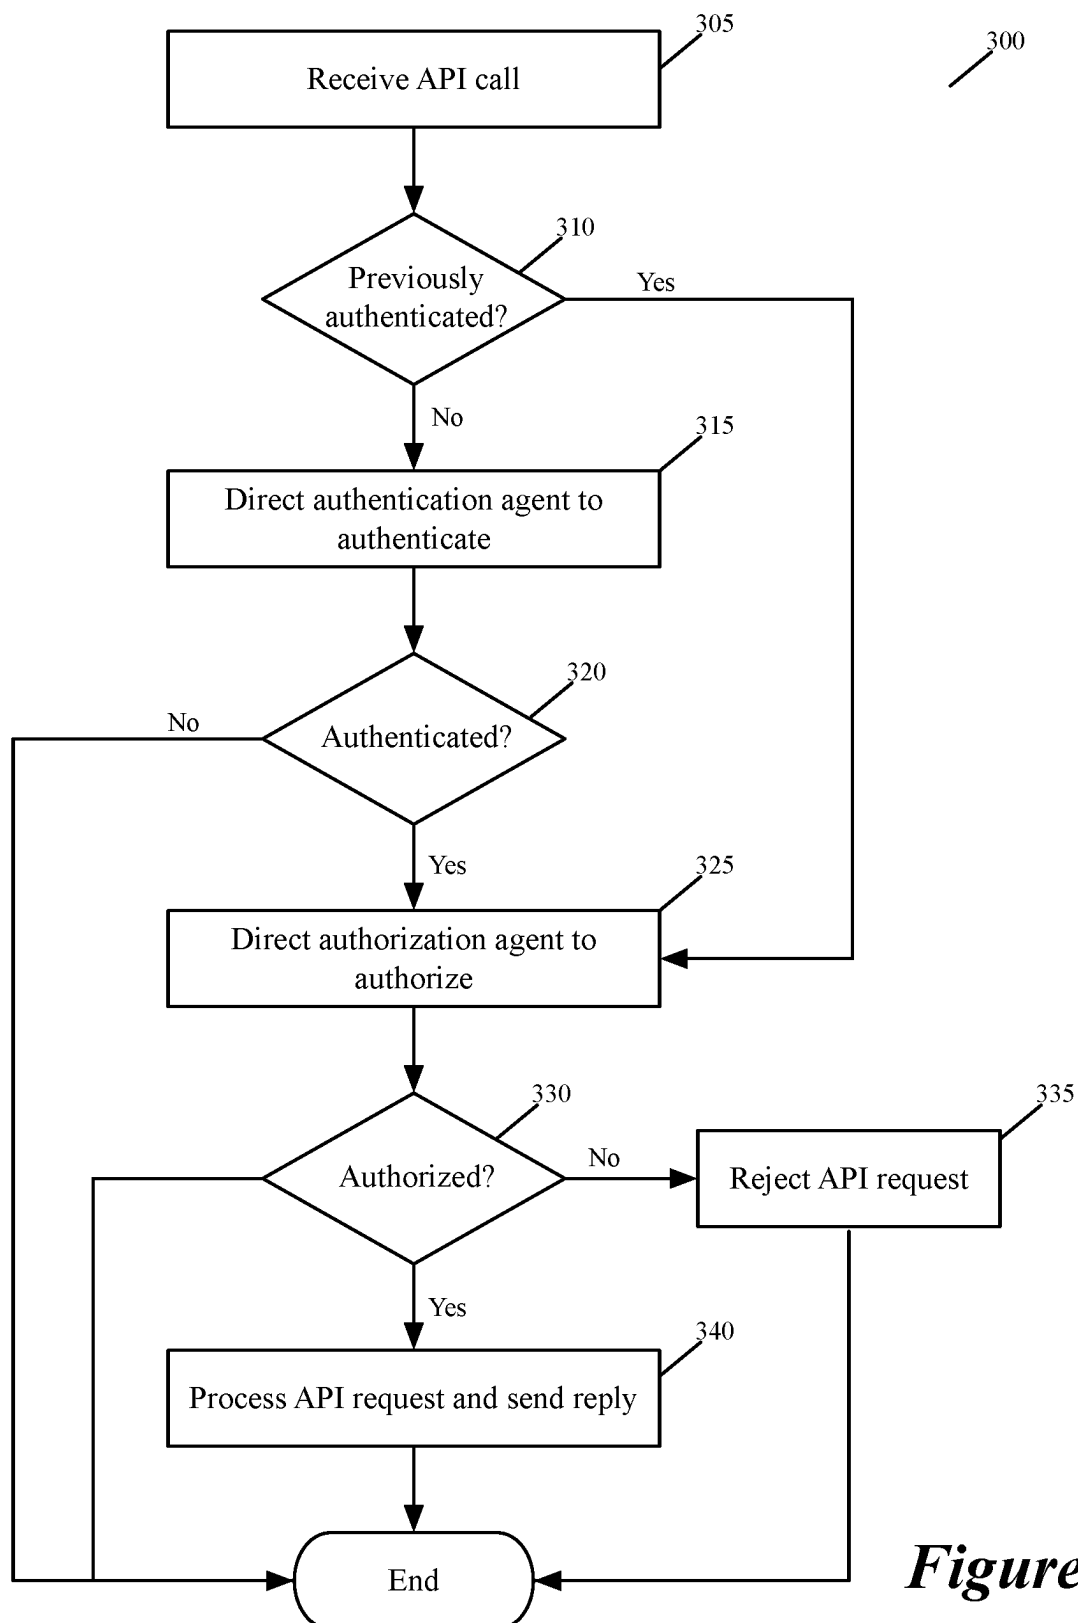 305
300
Receive API call
310
Previously
authenticated?
Yes
No
315
Direct authentication agent to
authenticate
320
No
Authenticated?
Yes
325
Direct authorization agent to
authorize
330
335
Authorized?
No
Reject API request
Yes
340
Process API request and send reply
End
Figure